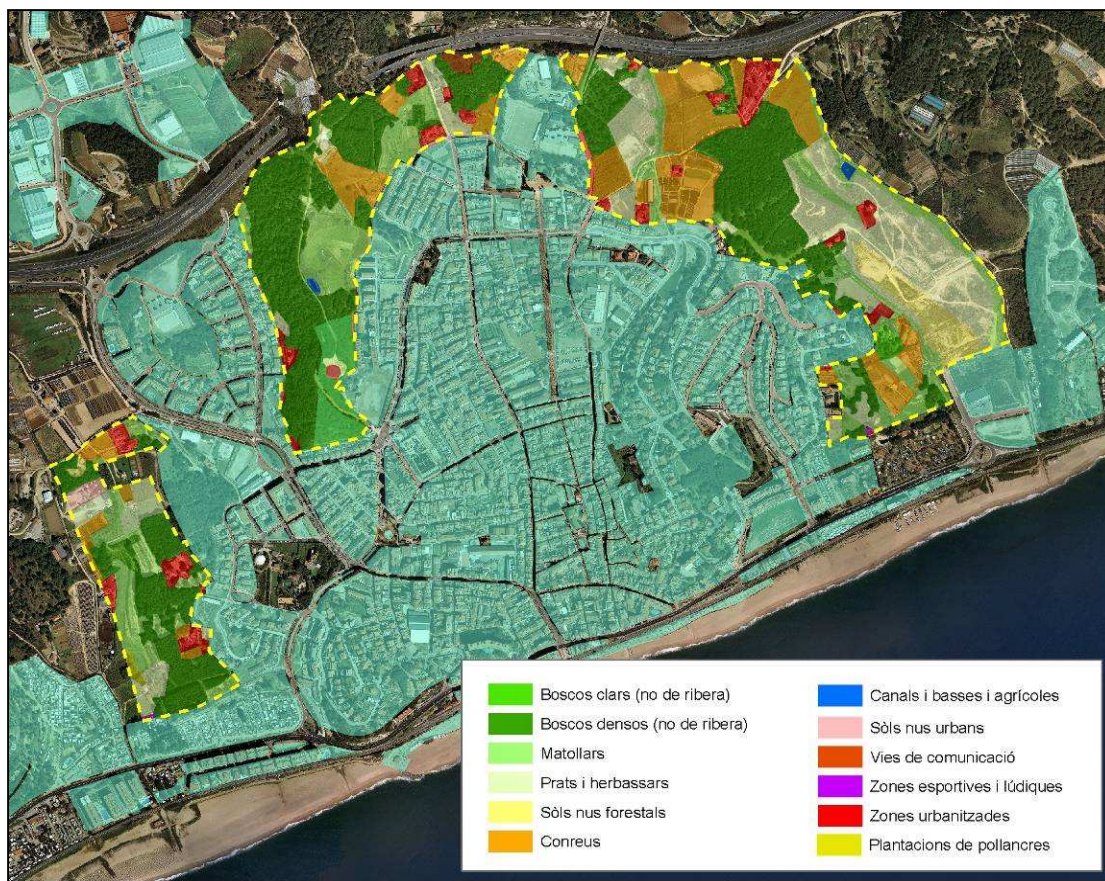 Boscos clars (no de ribera)
Boscos densos (no de ribera)
Matollars
Prats i herbassars
Sòls nus forestals
Conreus
Canals i basses i agrícoles
Sòls nus urbans
Vies de comunicació
Zones esportives i lúdiques
Zones urbanitzades
Plantacions de pollancres